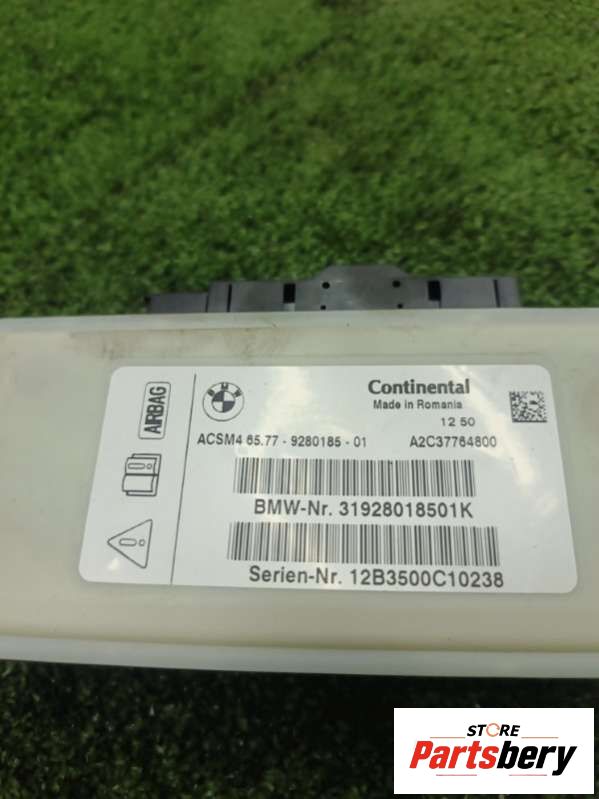 AIRBAG
BMW
Continental
Made in Romania
12 50
ACSM4 65.77 - 9280185 - 01 A2C37764800
BMW-Nr. 31928018501K
Serien-Nr. 12B3500C10238
STORE
Partsbery